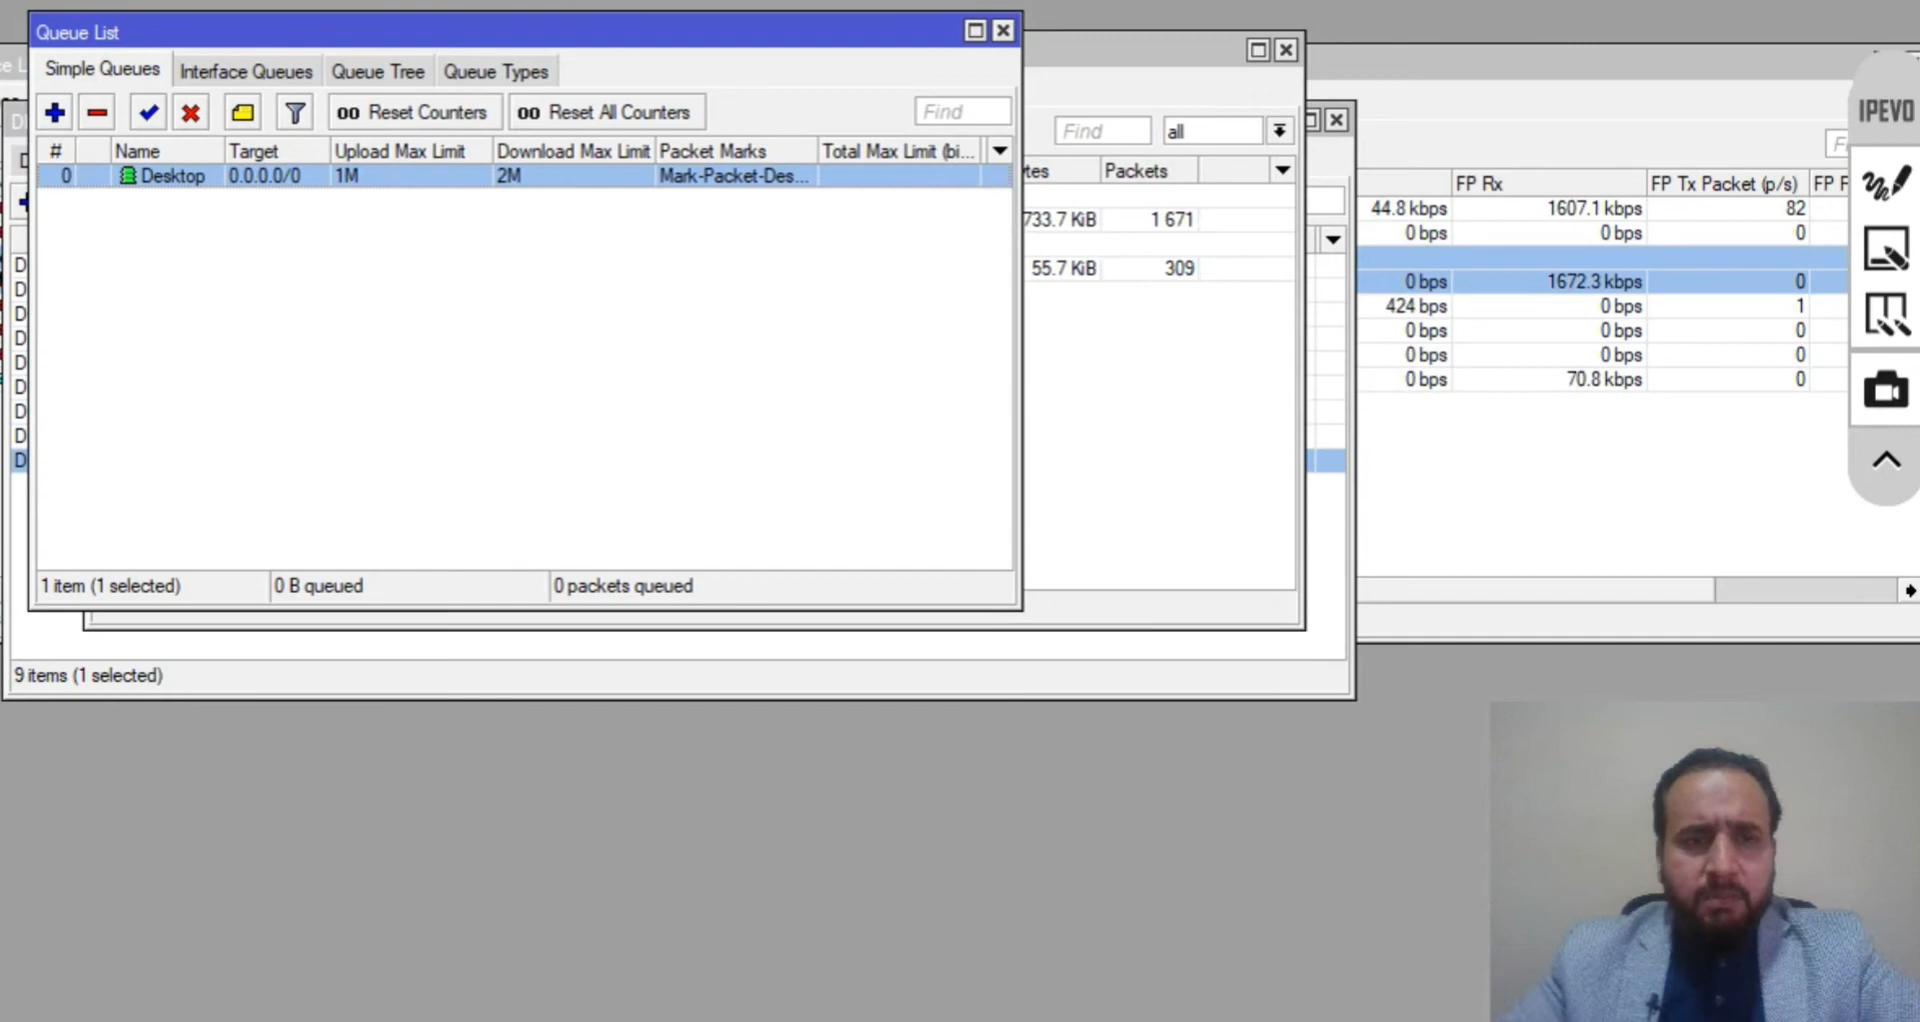 Queue List
Simple Queues Interface Queues Queue Tree Queue Types
00 Reset Counters 00 Reset All Counters Find
# Name Target Upload Max Limit Download Max Limit Packet Marks Total Max Limit (bi...
0 Desktop 0.0.0.0/0 1M 2M Mark-Packet-Des...
1 item (1 selected) 0 B queued 0 packets queued
Find all
Packets
733.7 KiB 1 671
55.7 KiB 309
D
D
D
D
D
D
D
D
D
9 items (1 selected)
FP Rx FP Tx Packet (p/s)
44.8 kbps 1607.1 kbps 82
0 bps 0 bps 0
0 bps 1672.3 kbps 0
424 bps 0 bps 1
0 bps 0 bps 0
0 bps 0 bps 0
0 bps 70.8 kbps 0
IPEVO